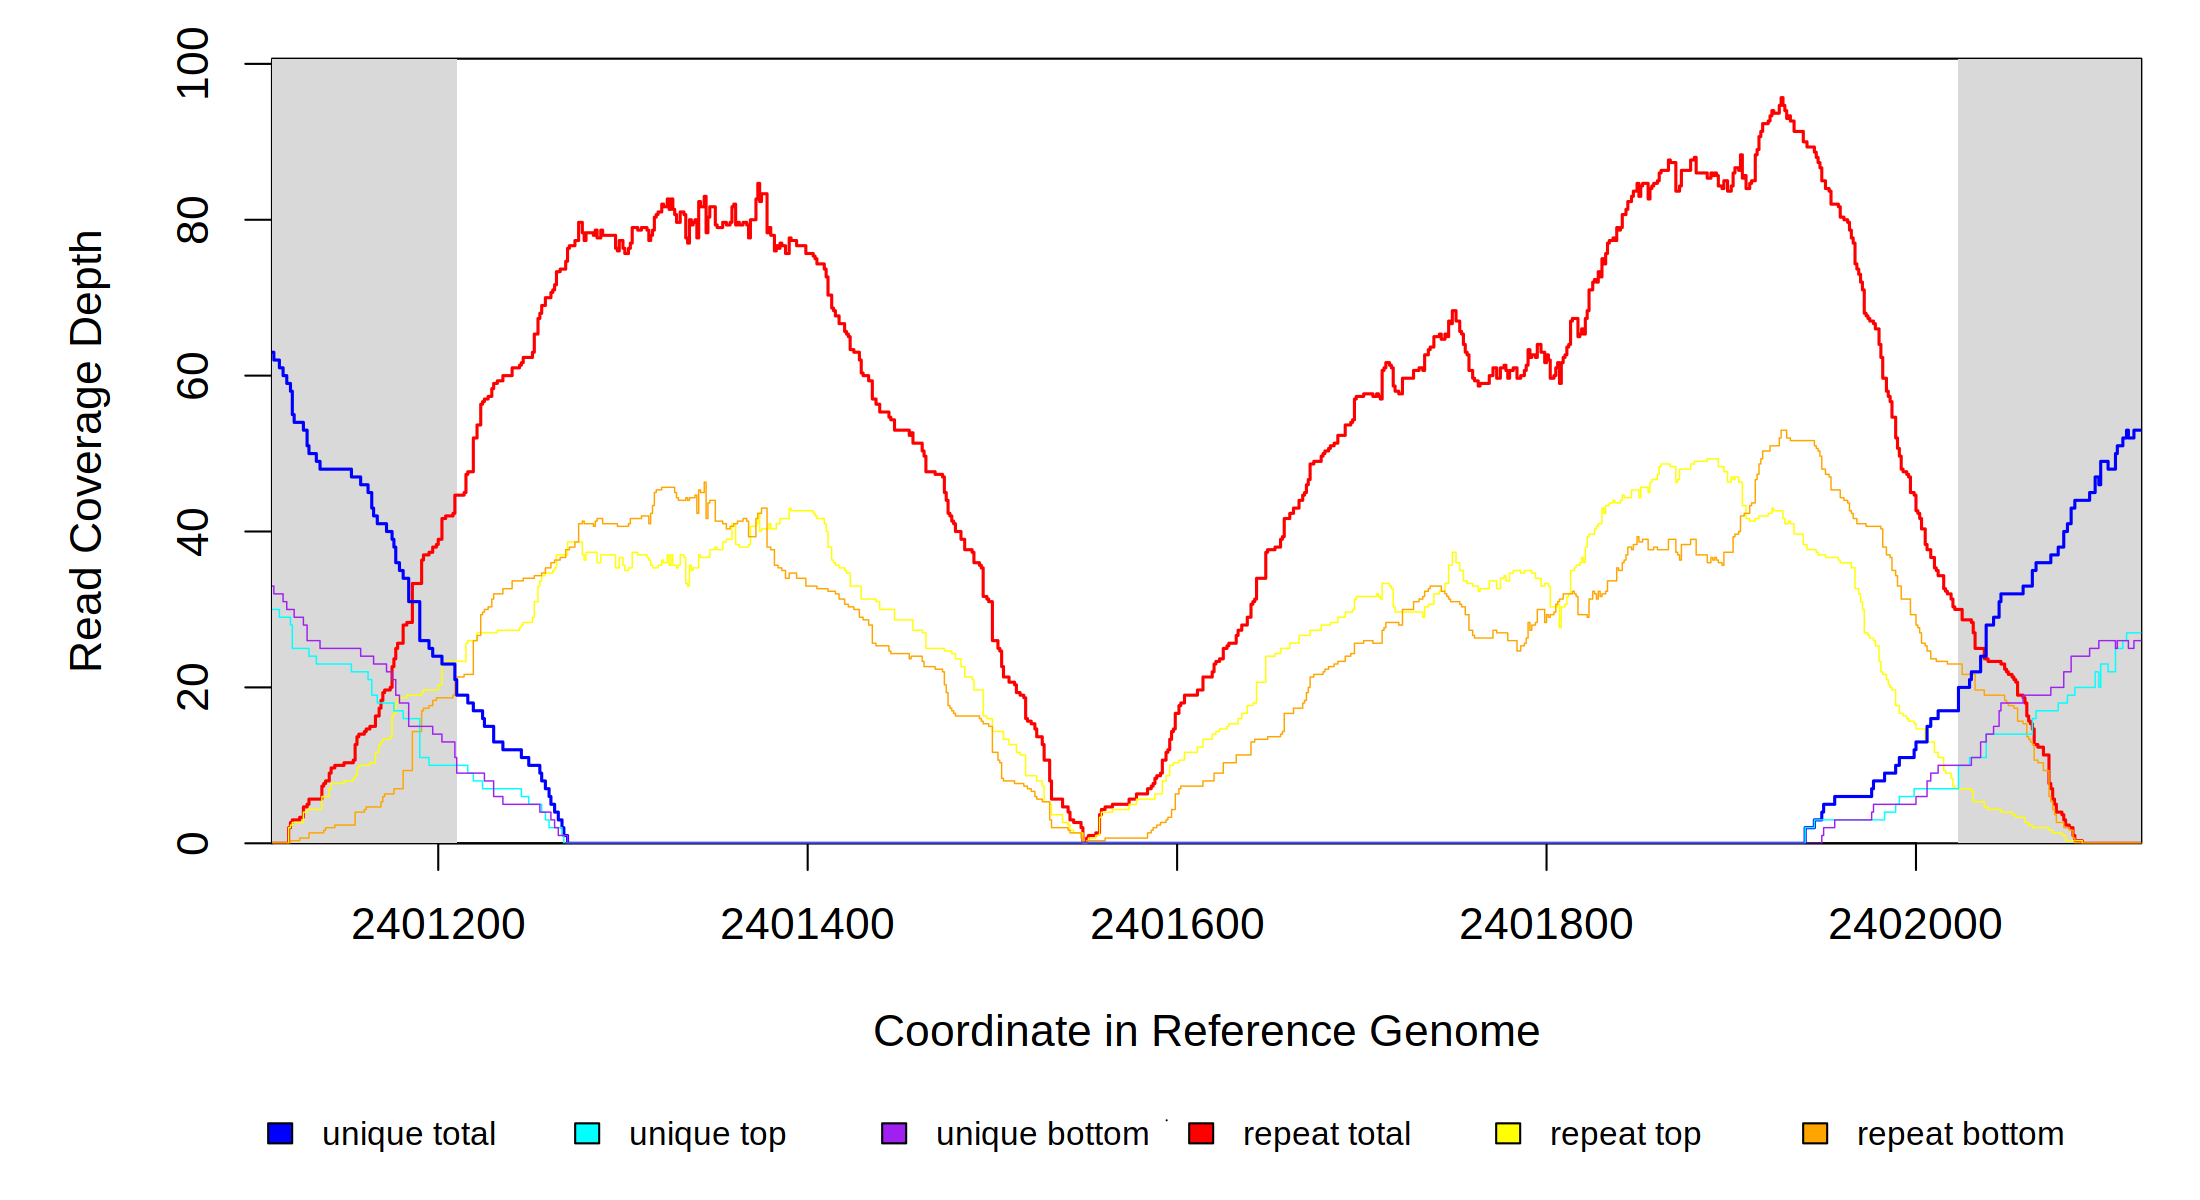 100
80
60
40
20
0
Read Coverage Depth
2401200 2401400 2401600 2401800 2402000
Coordinate in Reference Genome
unique total unique top unique bottom repeat total repeat top repeat bottom